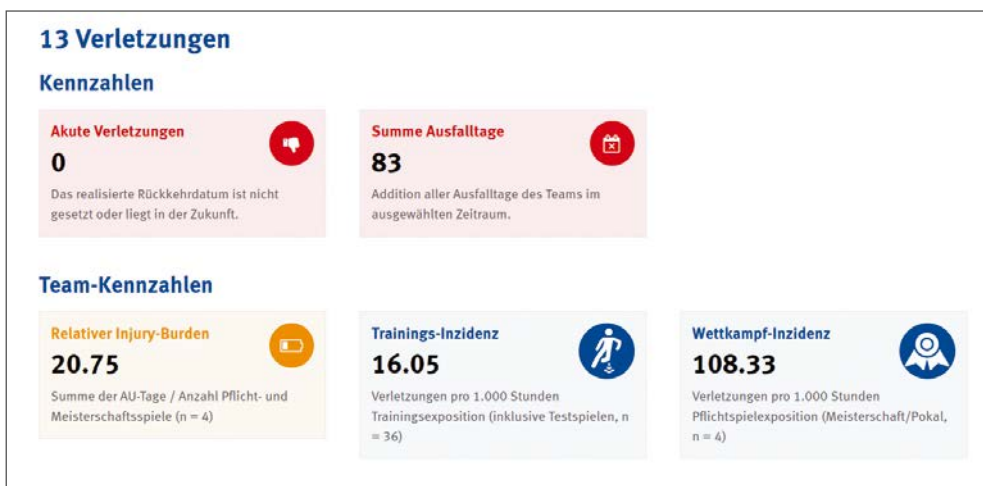 13 Verletzungen
Kennzahlen
Akute Verletzungen
0
Das realisierte Rückkehrdatum ist nicht
gesetzt oder liegt in der Zukunft.
Summe Ausfalltage
83
Addition aller Ausfalltage des Teams im
ausgewählten Zeitraum.
Team-Kennzahlen
Relativer Injury-Burden
20.75
Summe der AU-Tage / Anzahl Pflicht- und
Meisterschaftsspiele (n = 4)
Trainings-Inzidenz
16.05
Verletzungen pro 1.000 Stunden
Trainingsexposition (inklusive Testspielen, n
= 36)
Wettkampf-Inzidenz
108.33
Verletzungen pro 1.000 Stunden
Pflichtspielexposition (Meisterschaft/Pokal,
n = 4)